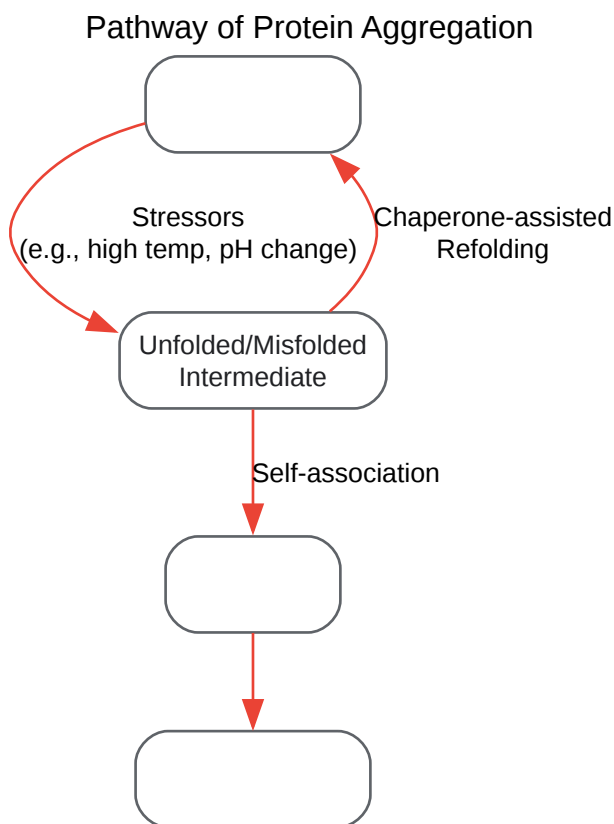 Pathway of Protein Aggregation
Stressors
(e.g., high temp, pH change)
Chaperone-assisted
Refolding
Unfolded/Misfolded
Intermediate
Self-association